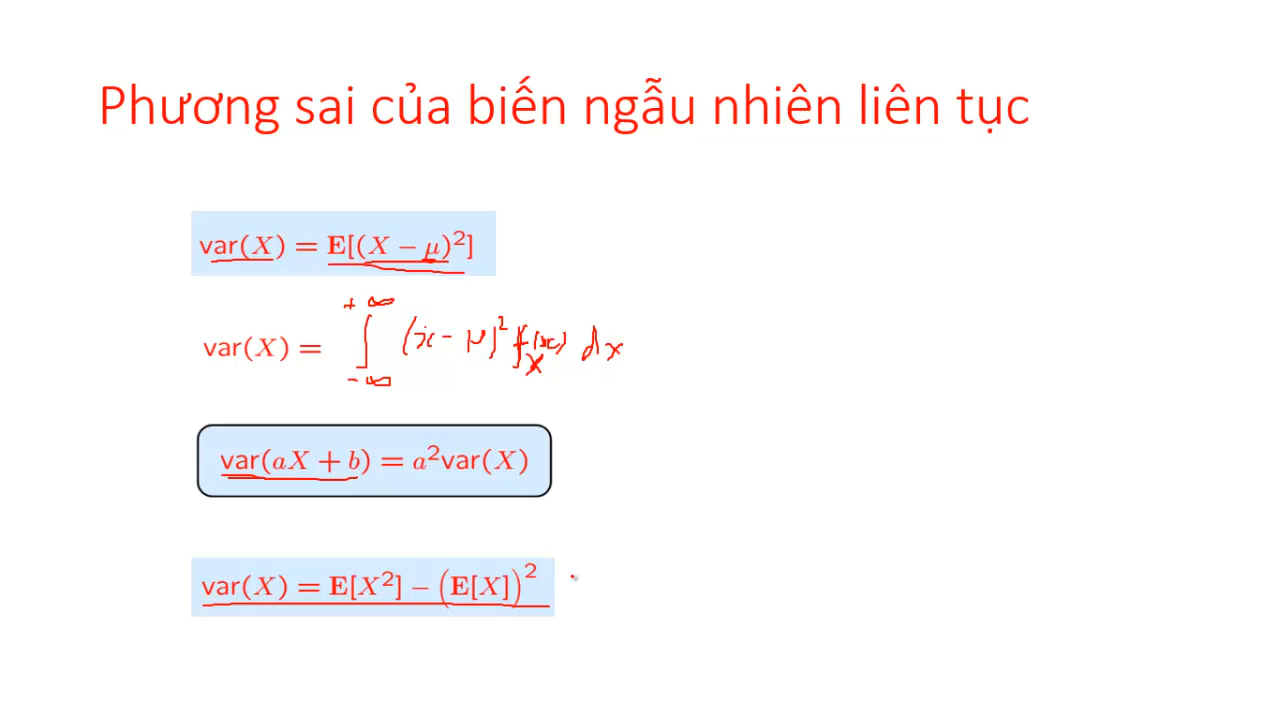 Phương sai của biến ngẫu nhiên liên tục
var(X) = E[(X − μ)²]
var(X) = ∫_{-∞}^{+∞} (x - μ)² f_X(x) dx
var(aX + b) = a²var(X)
var(X) = E[X²] − (E[X])²